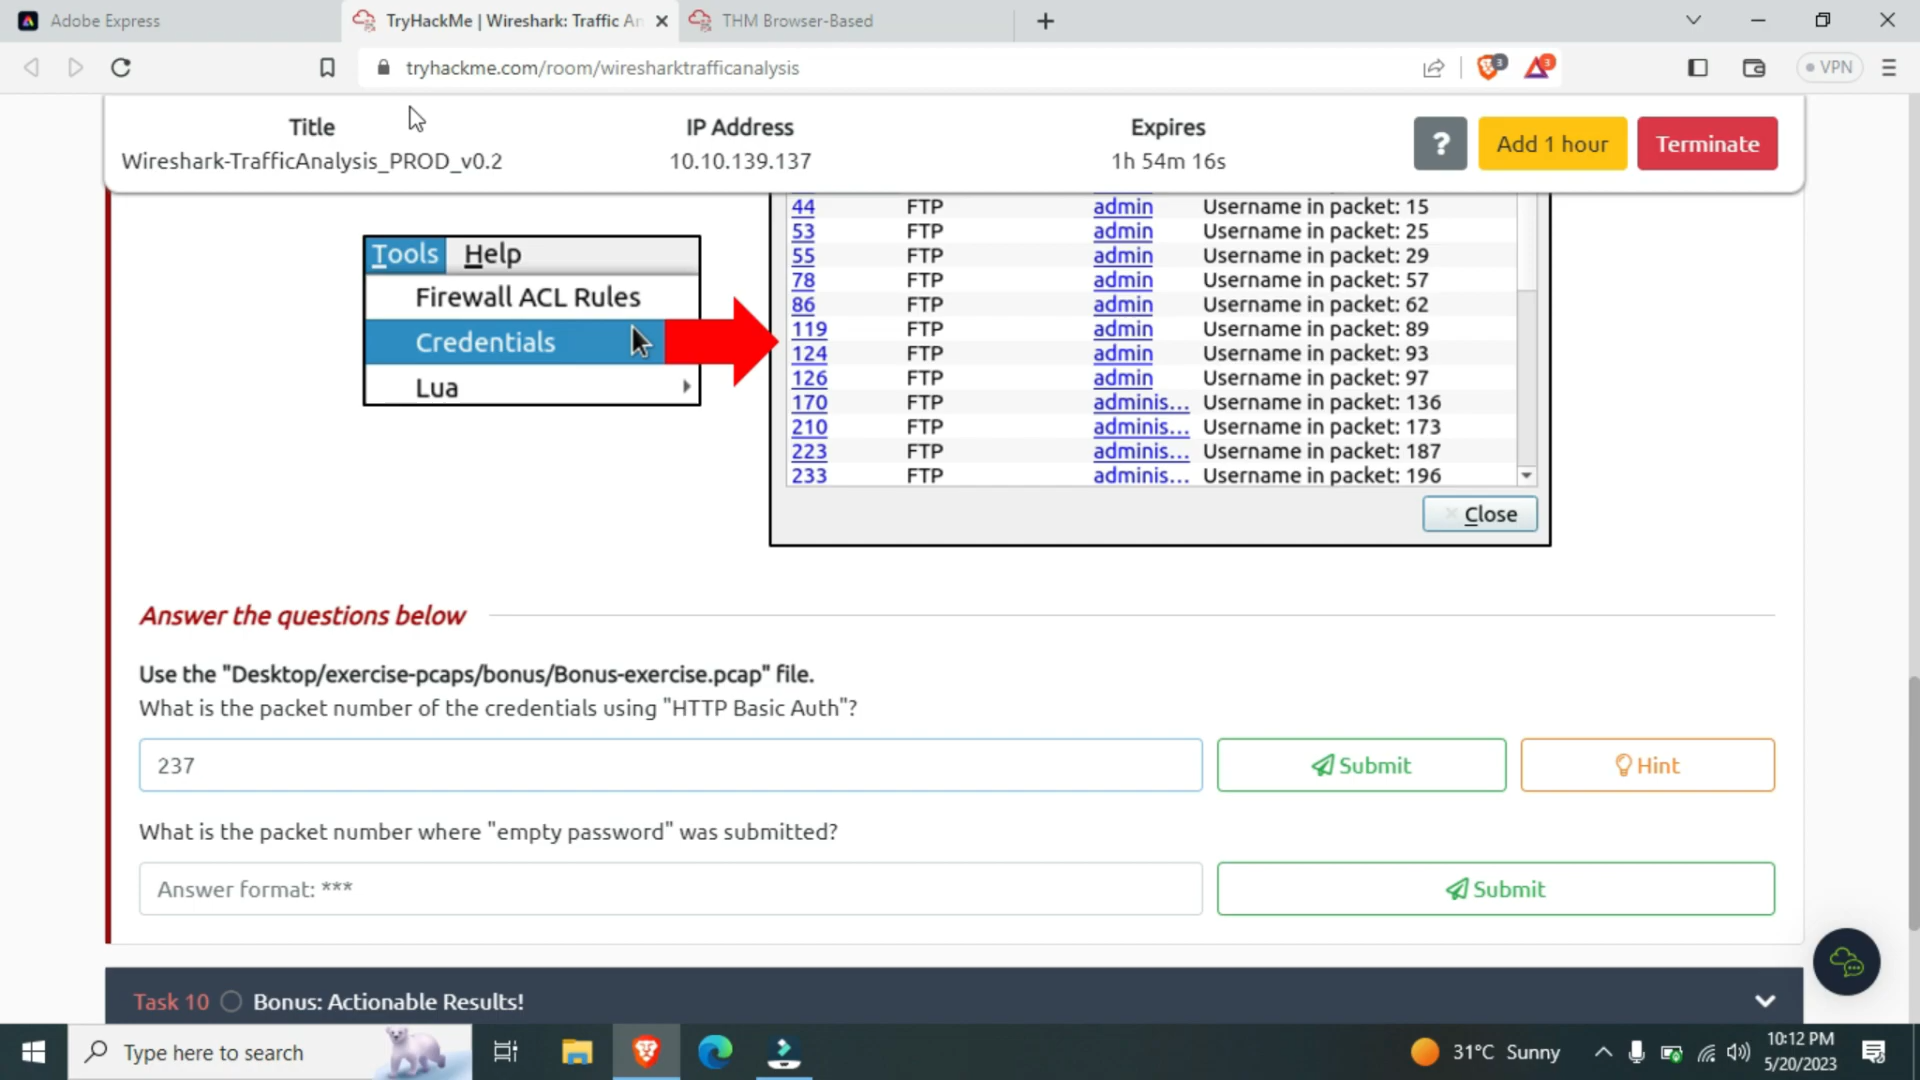 Adobe Express
TryHackMe | Wireshark: Traffic An
THM Browser-Based
tryhackme.com/room/wiresharktrafficanalysis
3
3
VPN
Title
IP Address
Expires
Wireshark-TrafficAnalysis_PROD_v0.2
10.10.139.137
1h 54m 16s
?
Add 1 hour
Terminate
44 FTP admin Username in packet: 15
53 FTP admin Username in packet: 25
55 FTP admin Username in packet: 29
78 FTP admin Username in packet: 57
86 FTP admin Username in packet: 62
119 FTP admin Username in packet: 89
124 FTP admin Username in packet: 93
126 FTP admin Username in packet: 97
170 FTP adminis... Username in packet: 136
210 FTP adminis... Username in packet: 173
223 FTP adminis... Username in packet: 187
233 FTP adminis... Username in packet: 196
Close
Tools Help
Firewall ACL Rules
Credentials
Lua
Answer the questions below
Use the "Desktop/exercise-pcaps/bonus/Bonus-exercise.pcap" file.
What is the packet number of the credentials using "HTTP Basic Auth"?
237
Submit
Hint
What is the packet number where "empty password" was submitted?
Answer format: ***
Submit
Task 10 Bonus: Actionable Results!
Type here to search
31°C Sunny
10:12 PM
5/20/2023